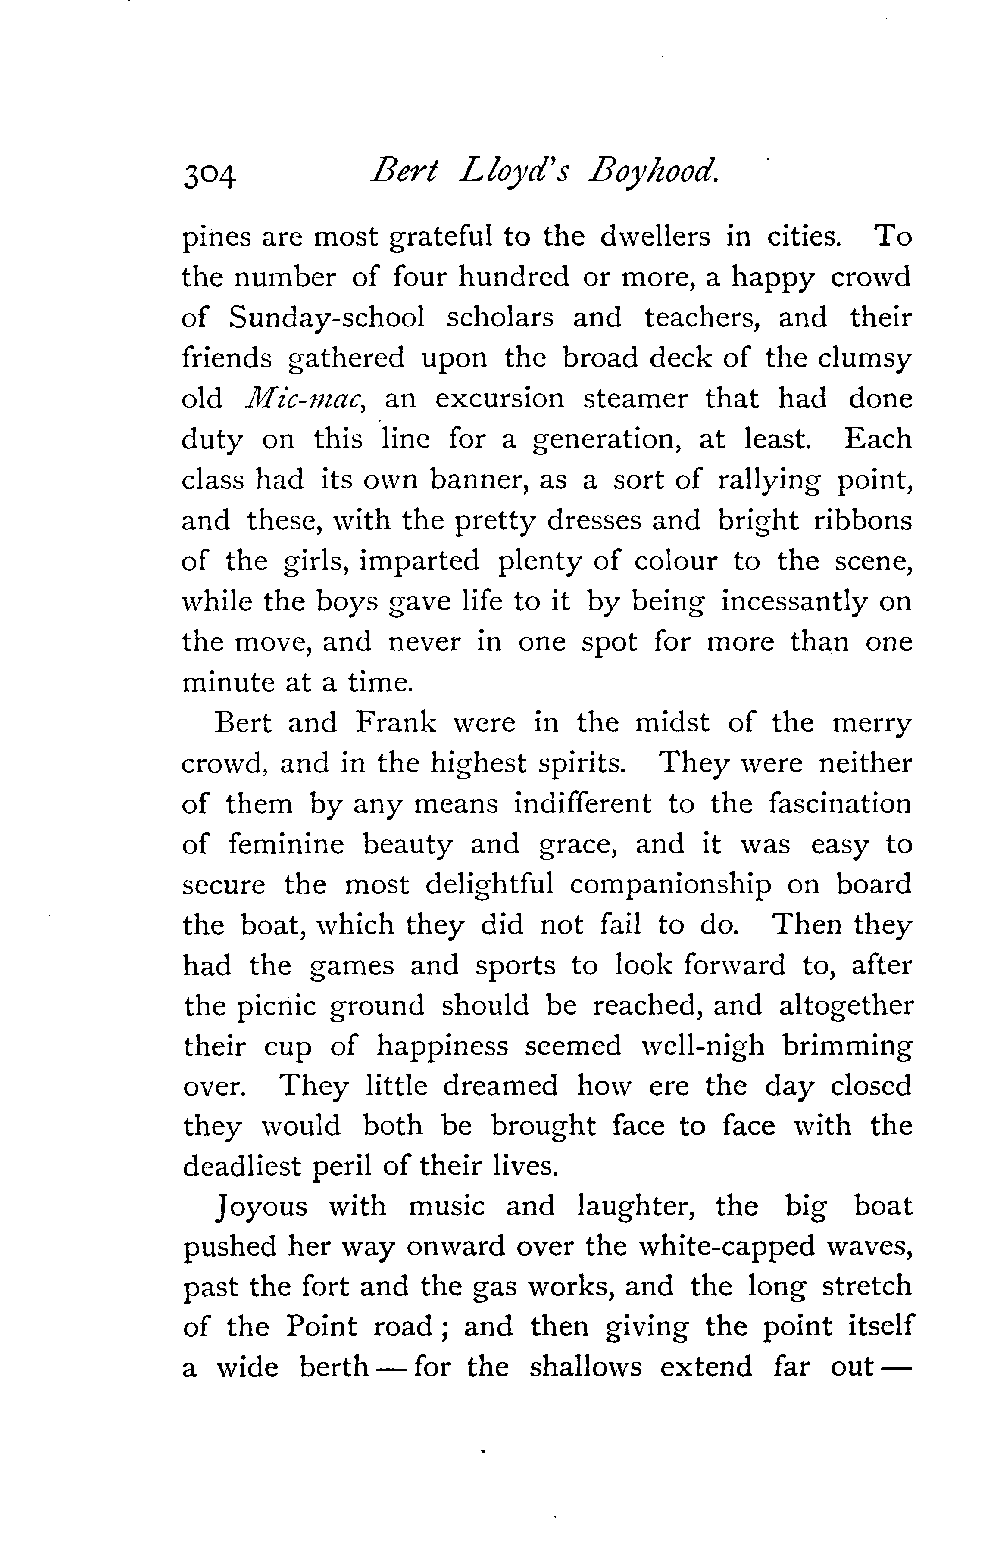 304 Bert Lloyd's Boyhood.
pines are most grateful to the dwellers in cities. To
the number of four hundred or more, a happy crowd
of Sunday-school scholars and teachers, and their
friends gathered upon the broad deck of the clumsy
old Mic-mac, an excursion steamer that had done
duty on this line for a generation, at least. Each
class had its own banner, as a sort of rallying point,
and these, with the pretty dresses and bright ribbons
of the girls, imparted plenty of colour to the scene,
while the boys gave life to it by being incessantly on
the move, and never in one spot for more than one
minute at a time.
Bert and Frank were in the midst of the merry
crowd, and in the highest spirits. They were neither
of them by any means indifferent to the fascination
of feminine beauty and grace, and it was easy to
secure the most delightful companionship on board
the boat, which they did not fail to do. Then they
had the games and sports to look forward to, after
the picnic ground should be reached, and altogether
their cup of happiness seemed well-nigh brimming
over. They little dreamed how ere the day closed
they would both be brought face to face with the
deadliest peril of their lives.
Joyous with music and laughter, the big boat
pushed her way onward over the white-capped waves,
past the fort and the gas works, and the long stretch
of the Point road; and then giving the point itself
a wide berth — for the shallows extend far out —